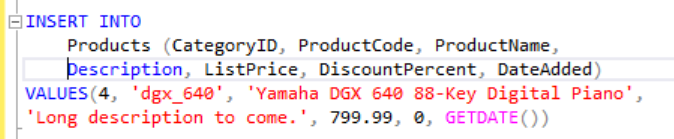 INSERT INTO
Products (CategoryID, ProductCode, ProductName,
Description, ListPrice, DiscountPercent, DateAdded)
VALUES(4, 'dgx_640', 'Yamaha DGX 640 88-Key Digital Piano',
'Long description to come.', 799.99, 0, GETDATE())